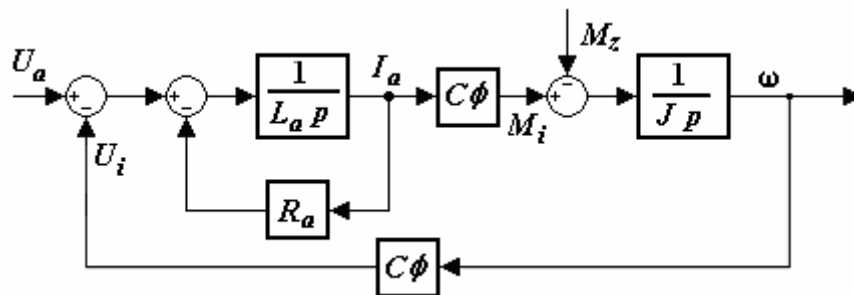 U_a
+
−
U_i
+
−
1
L_a p
I_a
Cϕ
M_i
M_z
−
+
1
J p
ω
R_a
Cϕ